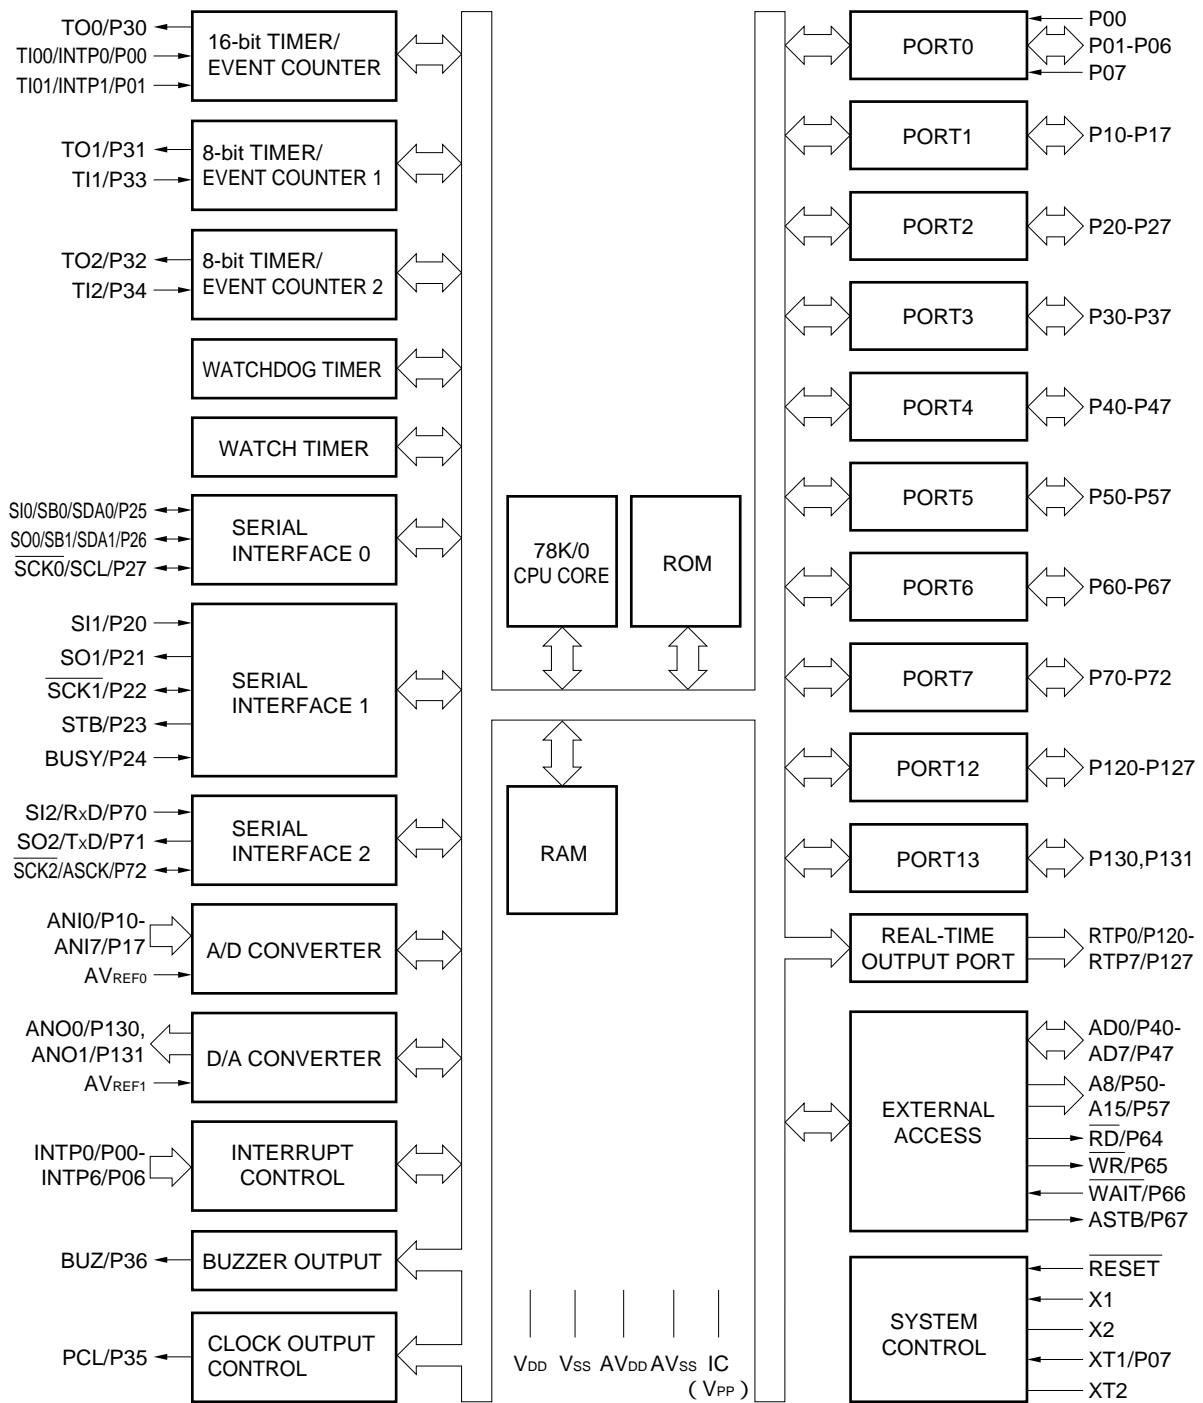 TO0/P30
TI00/INTP0/P00
TI01/INTP1/P01
16-bit TIMER/
EVENT COUNTER
TO1/P31
TI1/P33
8-bit TIMER/
EVENT COUNTER 1
TO2/P32
TI2/P34
8-bit TIMER/
EVENT COUNTER 2
WATCHDOG TIMER
WATCH TIMER
SI0/SB0/SDA0/P25
SO0/SB1/SDA1/P26
SCK0/SCL/P27
SERIAL
INTERFACE 0
SI1/P20
SO1/P21
SCK1/P22
STB/P23
BUSY/P24
SERIAL
INTERFACE 1
SI2/RxD/P70
SO2/TxD/P71
SCK2/ASCK/P72
SERIAL
INTERFACE 2
ANI0/P10-
ANI7/P17
AVREF0
A/D CONVERTER
ANO0/P130,
ANO1/P131
AVREF1
D/A CONVERTER
INTP0/P00-
INTP6/P06
INTERRUPT
CONTROL
BUZ/P36
BUZZER OUTPUT
PCL/P35
CLOCK OUTPUT
CONTROL
78K/0
CPU CORE
ROM
RAM
VDD VSS AVDD AVSS IC
(VPP)
PORT0
P00
P01-P06
P07
PORT1
P10-P17
PORT2
P20-P27
PORT3
P30-P37
PORT4
P40-P47
PORT5
P50-P57
PORT6
P60-P67
PORT7
P70-P72
PORT12
P120-P127
PORT13
P130,P131
REAL-TIME
OUTPUT PORT
RTP0/P120-
RTP7/P127
EXTERNAL
ACCESS
AD0/P40-
AD7/P47
A8/P50-
A15/P57
RD/P64
WR/P65
WAIT/P66
ASTB/P67
SYSTEM
CONTROL
RESET
X1
X2
XT1/P07
XT2